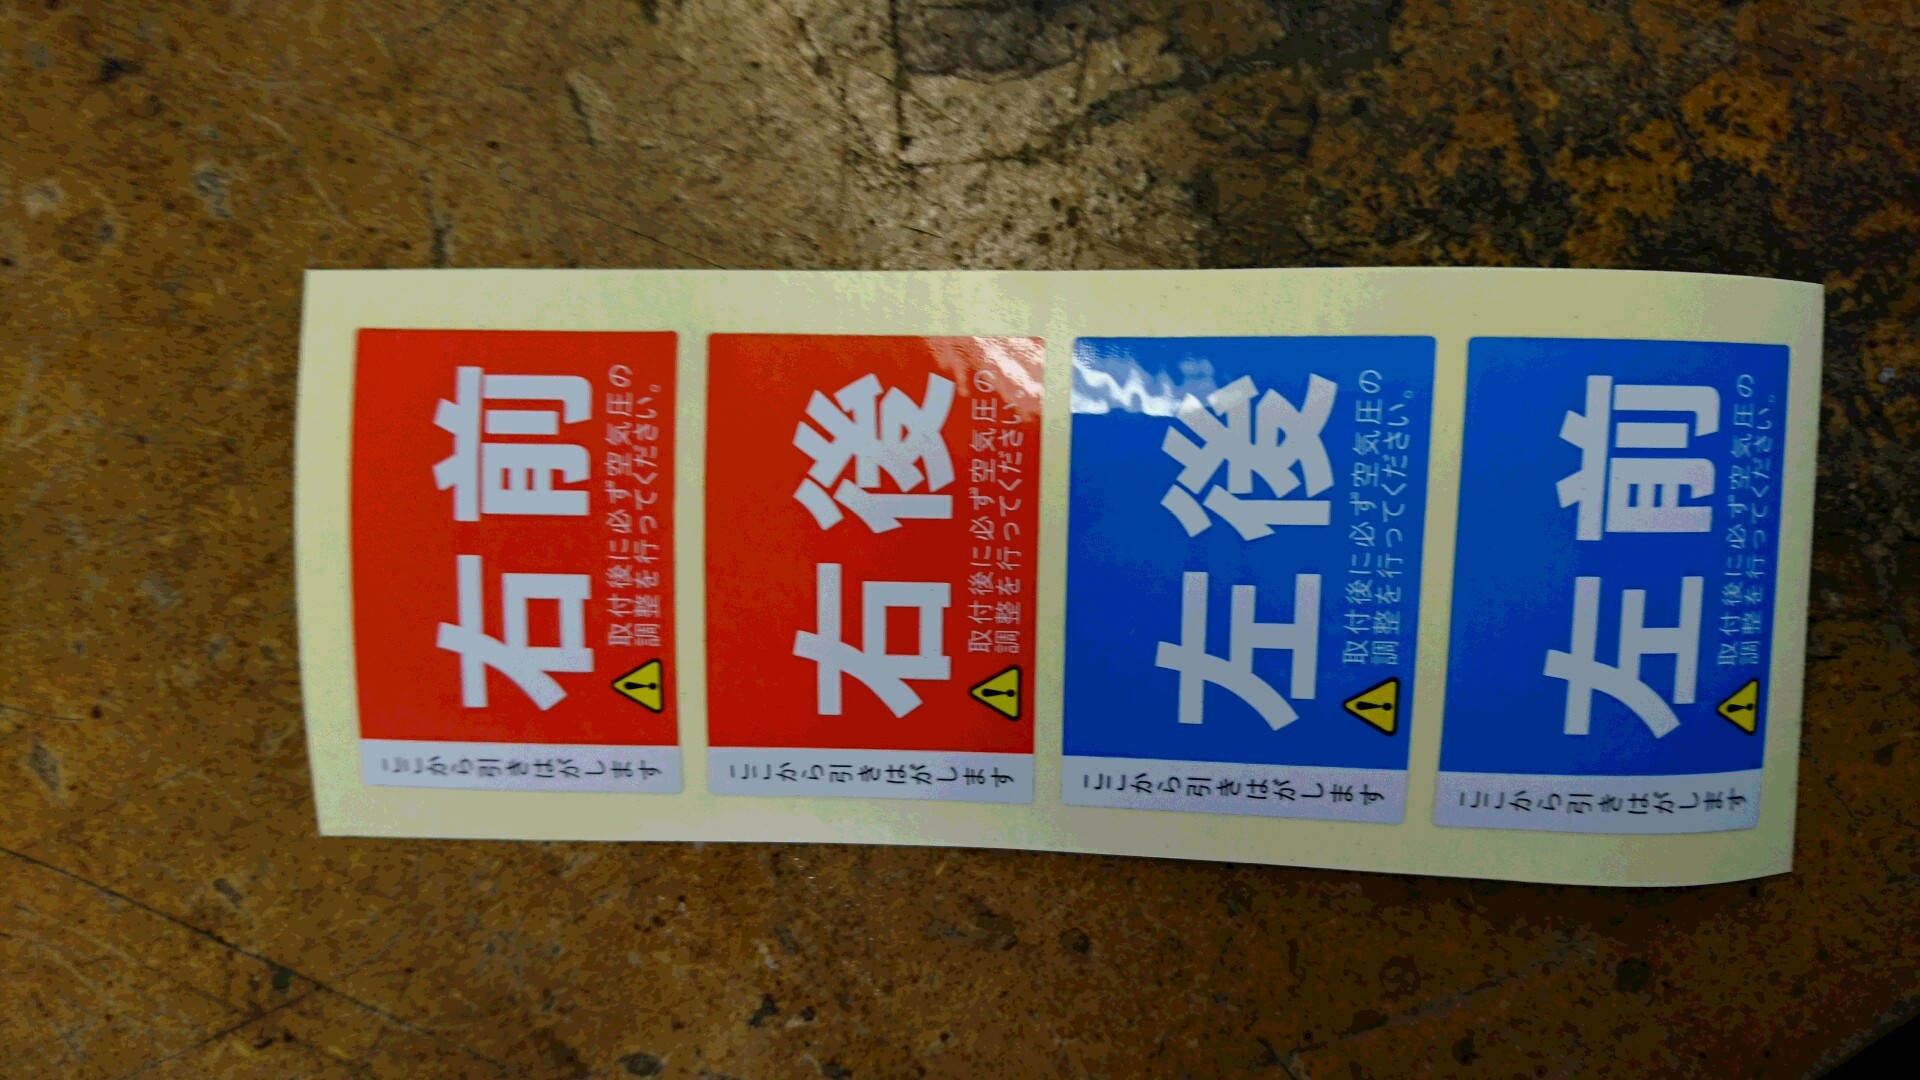 右前
取付後に必ず空気圧の
調整を行ってください。
ここから引きはがします
右後
取付後に必ず空気圧の
調整を行ってください。
ここから引きはがします
左後
取付後に必ず空気圧の
調整を行ってください。
ここから引きはがします
左前
取付後に必ず空気圧の
調整を行ってください。
ここから引きはがします